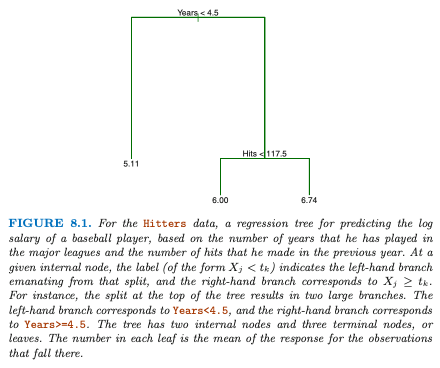 Years < 4.5
5.11
Hits < 117.5
6.00
6.74
FIGURE 8.1. For the Hitters data, a regression tree for predicting the log
salary of a baseball player, based on the number of years that he has played in
the major leagues and the number of hits that he made in the previous year. At a
given internal node, the label (of the form Xj < tk) indicates the left-hand branch
emanating from that split, and the right-hand branch corresponds to Xj ≥ tk.
For instance, the split at the top of the tree results in two large branches. The
left-hand branch corresponds to Years<4.5, and the right-hand branch corresponds
to Years>=4.5. The tree has two internal nodes and three terminal nodes, or
leaves. The number in each leaf is the mean of the response for the observations
that fall there.